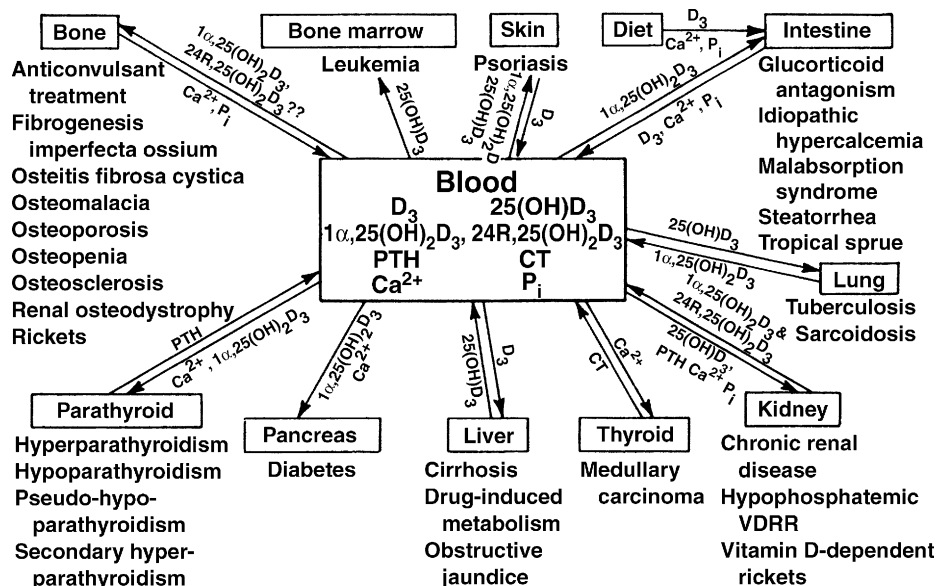 Bone
Anticonvulsant
treatment
Fibrogenesis
imperfecta ossium
Osteitis fibrosa cystica
Osteomalacia
Osteoporosis
Osteopenia
Osteosclerosis
Renal osteodystrophy
Rickets
1α,25(OH)₂D₃,
24R,25(OH)₂D₃??
Ca²⁺, Pᵢ
Bone marrow
Leukemia
25(OH)D₃
Skin
Psoriasis
1α,25(OH)₂D
25(OH)D₃
D₃
Diet
D₃
Ca²⁺, Pᵢ
Intestine
Glucorticoid
antagonism
Idiopathic
hypercalcemia
Malabsorption
syndrome
Steatorrhea
Tropical sprue
1α,25(OH)₂D₃
D₃, Ca²⁺, Pᵢ
Blood
D₃ 25(OH)D₃
1α,25(OH)₂D₃, 24R,25(OH)₂D₃
PTH CT
Ca²⁺ Pᵢ
25(OH)D₃
1α,25(OH)₂D₃
Lung
Tuberculosis
Sarcoidosis
PTH
Ca²⁺, 1α,25(OH)₂D₃
Parathyroid
Hyperparathyroidism
Hypoparathyroidism
Pseudo-hypo-
parathyroidism
Secondary hyper-
parathyroidism
1α,25(OH)₂D₃
Ca²⁺
Pancreas
Diabetes
25(OH)D₃
D₃
Liver
Cirrhosis
Drug-induced
metabolism
Obstructive
jaundice
CT
Ca²⁺
Thyroid
Medullary
carcinoma
1α,25(OH)₂D₃ &
24R,25(OH)₂D₃
25(OH)D₃,
PTH Ca²⁺ Pᵢ
Kidney
Chronic renal
disease
Hypophosphatemic
VDRR
Vitamin D-dependent
rickets